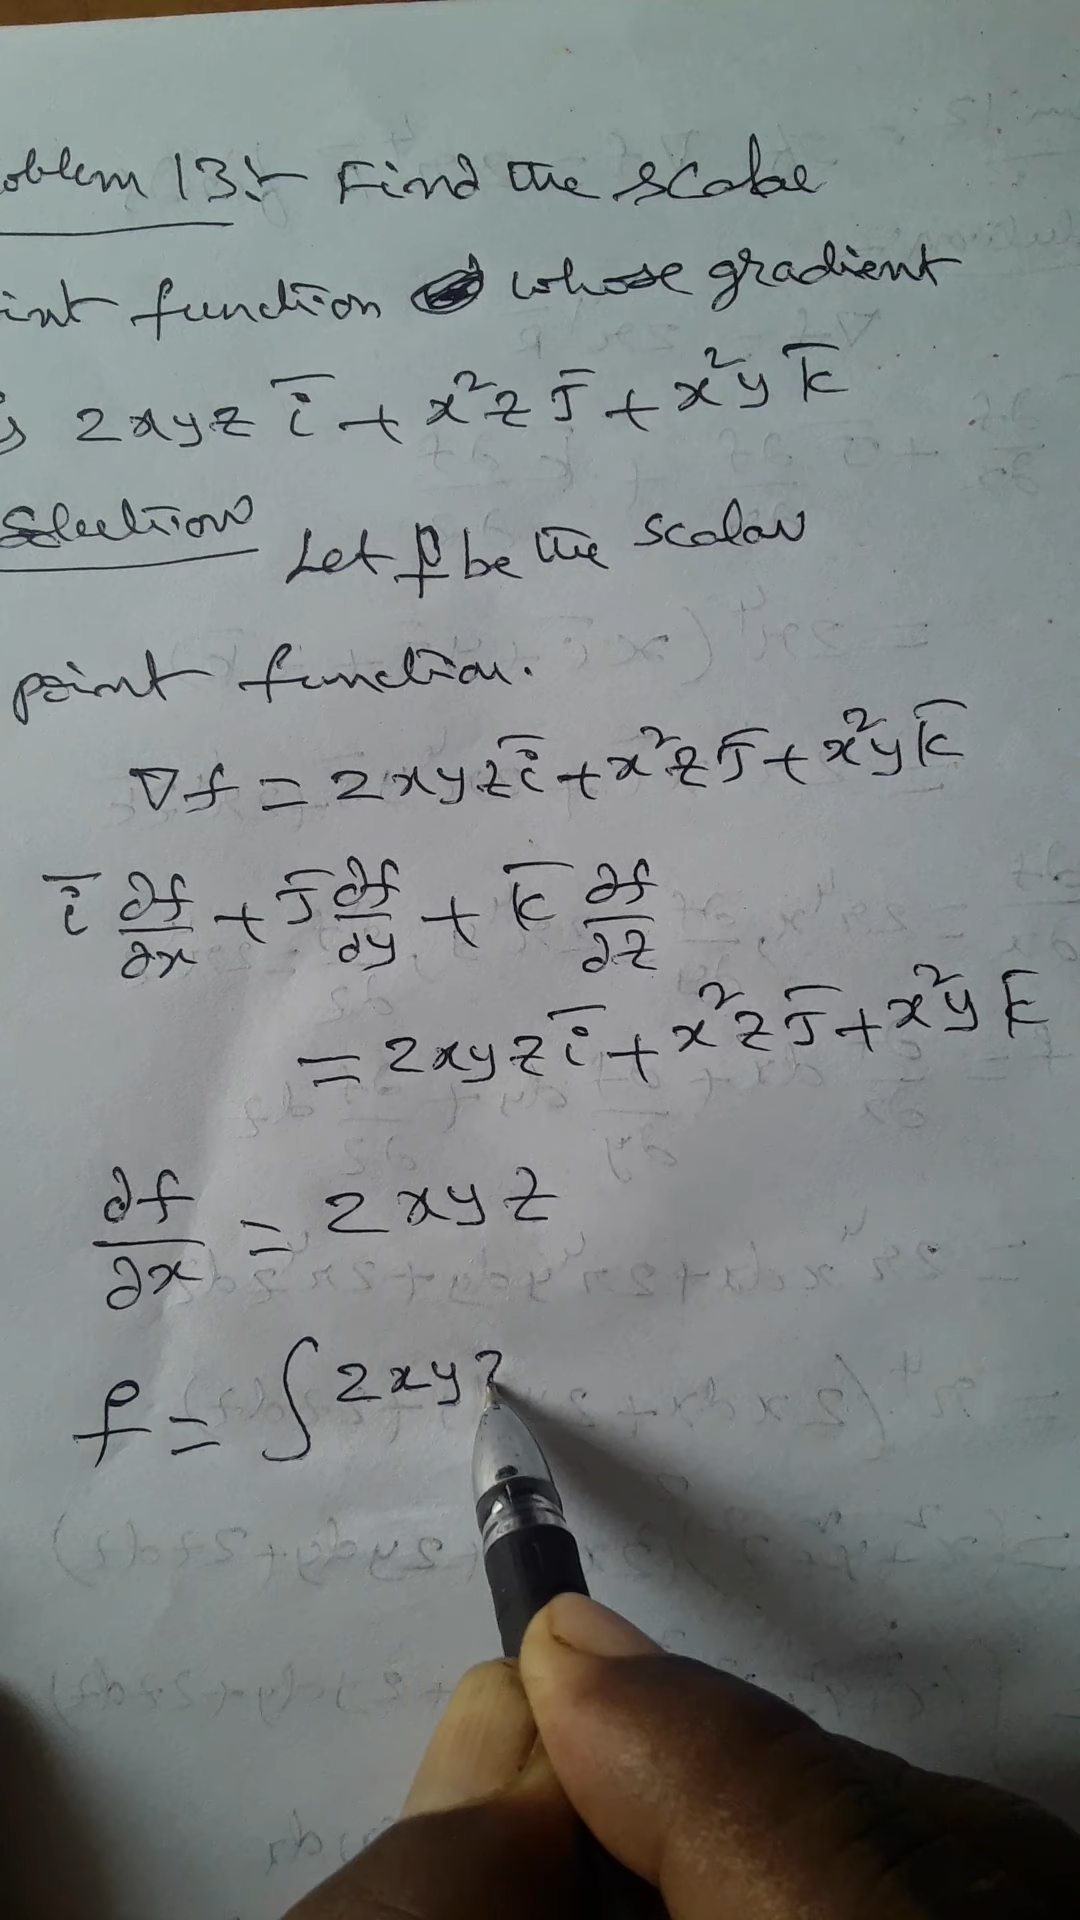 oblem 13:- Find the scalar
int function whose gradient
s 2xyz i̅ + x²z j̅ + x²y k̅
Solution Let f be the scalar
point function.
∇f = 2xyz i̅ + x²z j̅ + x²y k̅
i̅ ∂f/∂x + j̅ ∂f/∂y + k̅ ∂f/∂z
= 2xyz i̅ + x²z j̅ + x²y k̅
∂f/∂x = 2xyz
f = ∫ 2xyz